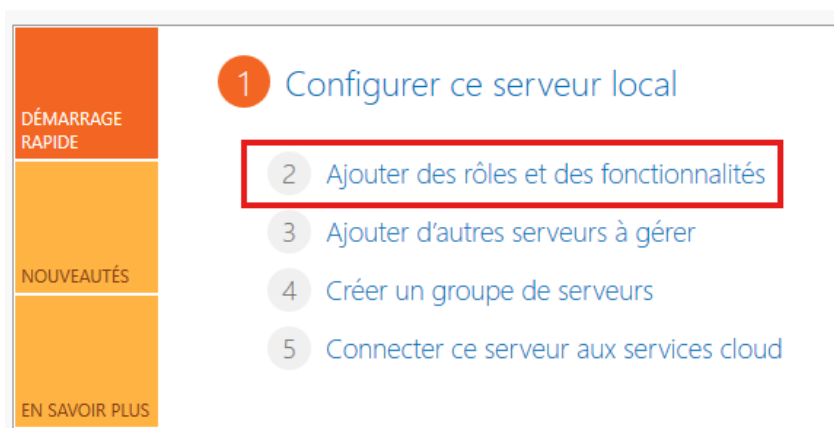 DÉMARRAGE
RAPIDE
NOUVEAUTÉS
EN SAVOIR PLUS
1 Configurer ce serveur local
2 Ajouter des rôles et des fonctionnalités
3 Ajouter d’autres serveurs à gérer
4 Créer un groupe de serveurs
5 Connecter ce serveur aux services cloud